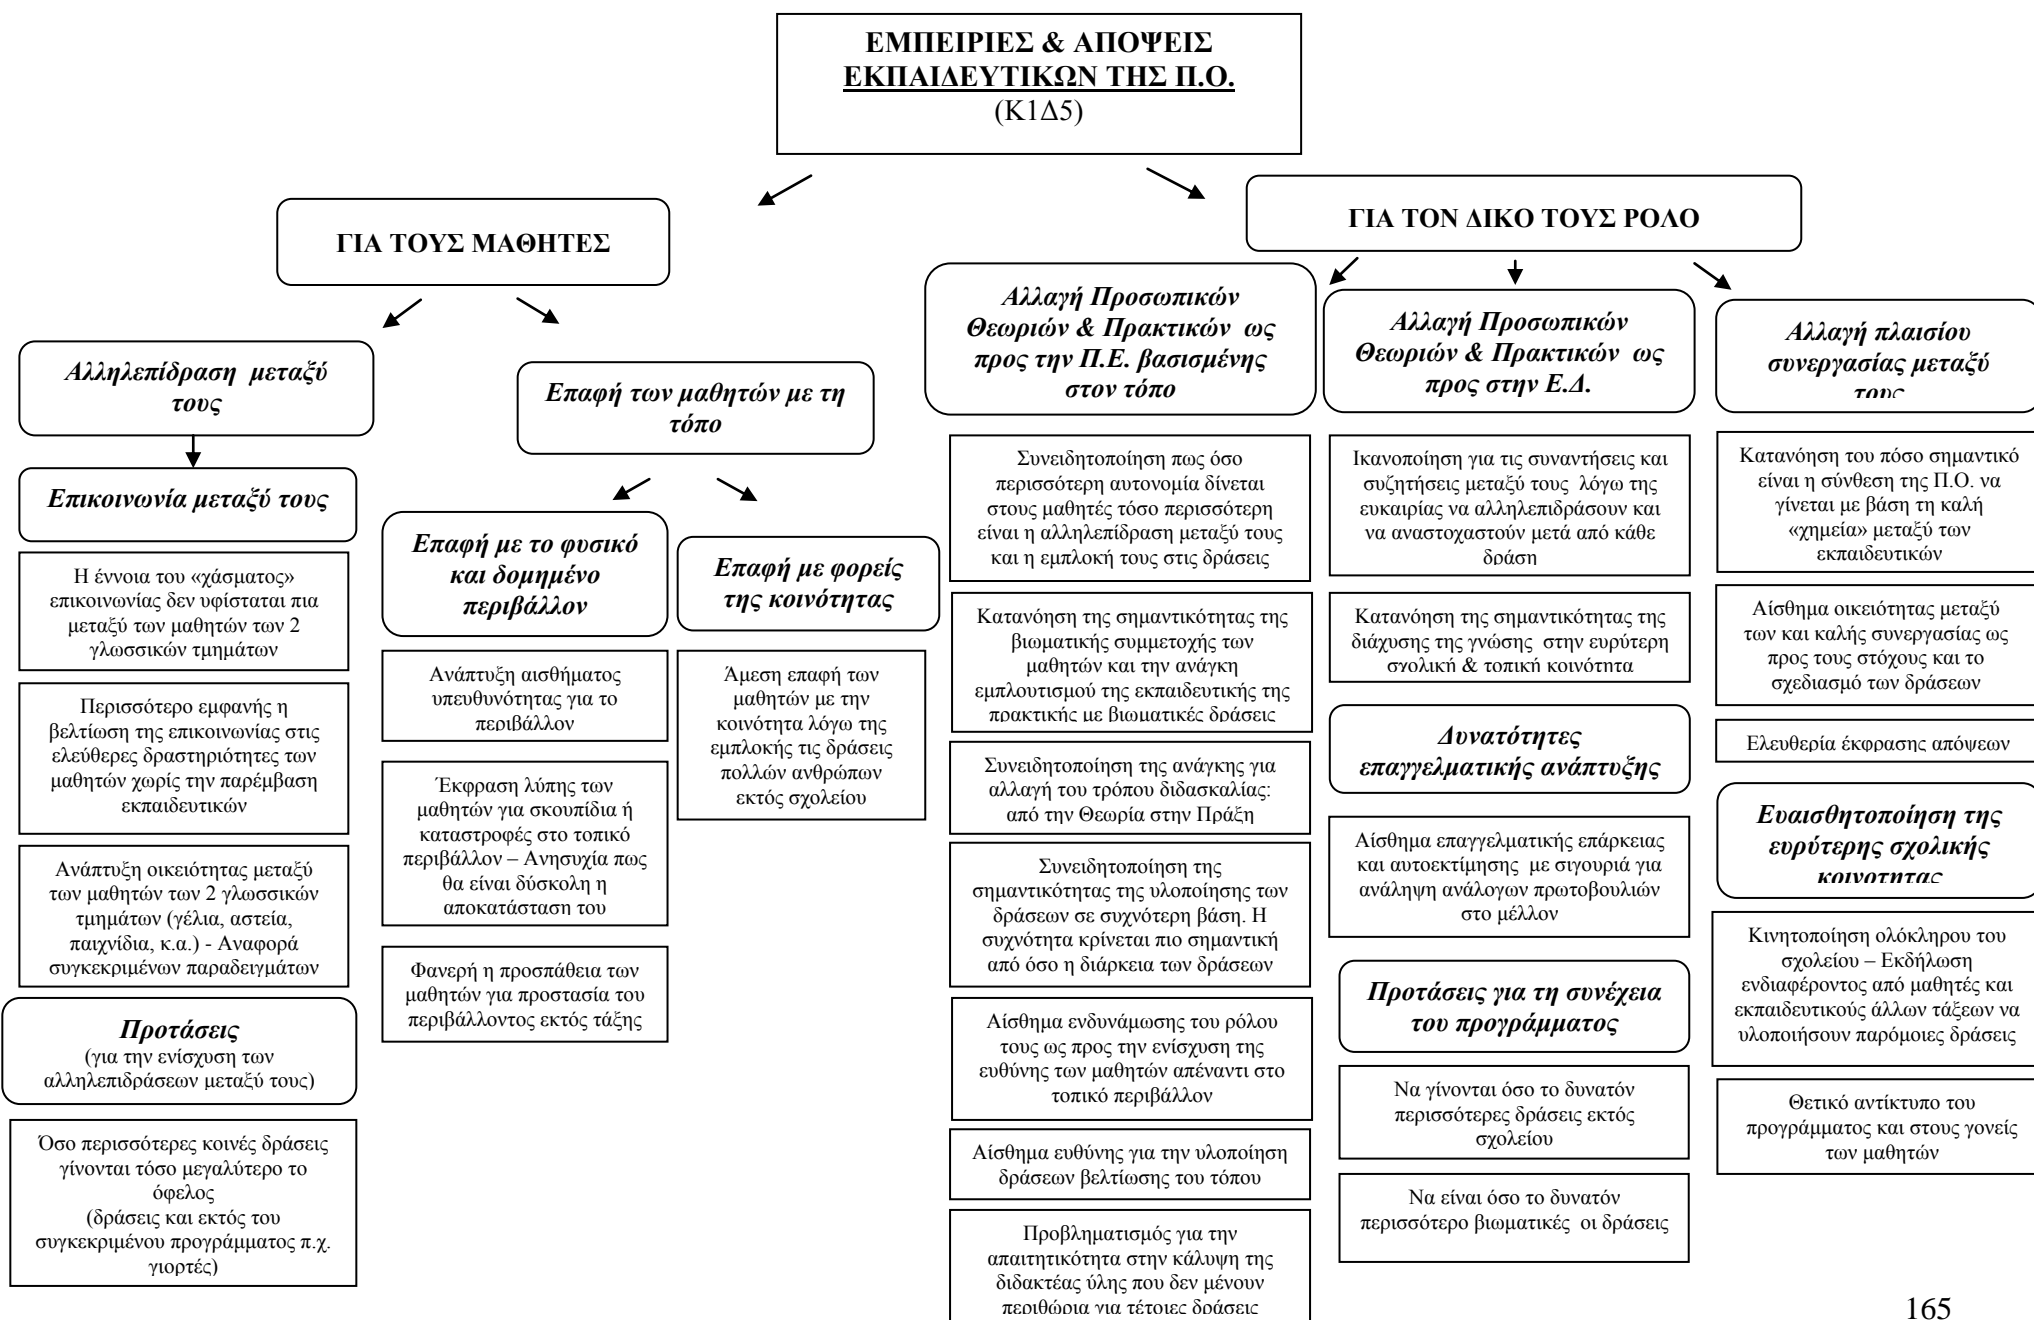 ΕΜΠΕΙΡΙΕΣ & ΑΠΟΨΕΙΣ
ΕΚΠΑΙΔΕΥΤΙΚΩΝ ΤΗΣ Π.Ο.
(Κ1Δ5)
ΓΙΑ ΤΟΥΣ ΜΑΘΗΤΕΣ
Αλληλεπίδραση μεταξύ
τους
Επικοινωνία μεταξύ τους
Η έννοια του «χάσματος»
επικοινωνίας δεν υφίσταται πια
μεταξύ των μαθητών των 2
γλωσσικών τμημάτων
Περισσότερο εμφανής η
βελτίωση της επικοινωνίας στις
ελεύθερες δραστηριότητες των
μαθητών χωρίς την παρέμβαση
εκπαιδευτικών
Ανάπτυξη οικειότητας μεταξύ
των μαθητών των 2 γλωσσικών
τμημάτων (γέλια, αστεία,
παιχνίδια, κ.α.) - Αναφορά
συγκεκριμένων παραδειγμάτων
Προτάσεις
(για την ενίσχυση των
αλληλεπιδράσεων μεταξύ τους)
Όσο περισσότερες κοινές δράσεις
γίνονται τόσο μεγαλύτερο το
όφελος
(δράσεις και εκτός του
συγκεκριμένου προγράμματος π.χ.
γιορτές)
Επαφή των μαθητών με τη
τόπο
Επαφή με το φυσικό
και δομημένο
περιβάλλον
Ανάπτυξη αισθήματος
υπευθυνότητας για το
περιβάλλον
Έκφραση λύπης των
μαθητών για σκουπίδια ή
καταστροφές στο τοπικό
περιβάλλον – Ανησυχία πως
θα είναι δύσκολη η
αποκατάσταση του
Φανερή η προσπάθεια των
μαθητών για προστασία του
περιβάλλοντος εκτός τάξης
Επαφή με φορείς
της κοινότητας
Άμεση επαφή των
μαθητών με την
κοινότητα λόγω της
εμπλοκής τις δράσεις
πολλών ανθρώπων
εκτός σχολείου
ΓΙΑ ΤΟΝ ΔΙΚΟ ΤΟΥΣ ΡΟΛΟ
Αλλαγή Προσωπικών
Θεωριών & Πρακτικών ως
προς την Π.Ε. βασισμένης
στον τόπο
Συνειδητοποίηση πως όσο
περισσότερη αυτονομία δίνεται
στους μαθητές τόσο περισσότερη
είναι η αλληλεπίδραση μεταξύ τους
και η εμπλοκή τους στις δράσεις
Κατανόηση της σημαντικότητας της
βιωματικής συμμετοχής των
μαθητών και την ανάγκη
εμπλουτισμού της εκπαιδευτικής της
πρακτικής με βιωματικές δράσεις
Συνειδητοποίηση της ανάγκης για
αλλαγή του τρόπου διδασκαλίας:
από την Θεωρία στην Πράξη
Συνειδητοποίηση της
σημαντικότητας της υλοποίησης των
δράσεων σε συχνότερη βάση. Η
συχνότητα κρίνεται πιο σημαντική
από όσο η διάρκεια των δράσεων
Αίσθημα ενδυνάμωσης του ρόλου
τους ως προς την ενίσχυση της
ευθύνης των μαθητών απέναντι στο
τοπικό περιβάλλον
Αίσθημα ευθύνης για την υλοποίηση
δράσεων βελτίωσης του τόπου
Προβληματισμός για την
απαιτητικότητα στην κάλυψη της
διδακτέας ύλης που δεν μένουν
περιθώρια για τέτοιες δράσεις
Αλλαγή Προσωπικών
Θεωριών & Πρακτικών ως
προς στην Ε.Δ.
Ικανοποίηση για τις συναντήσεις και
συζητήσεις μεταξύ τους λόγω της
ευκαιρίας να αλληλεπιδράσουν και
να αναστοχαστούν μετά από κάθε
δράση
Κατανόηση της σημαντικότητας της
διάχυσης της γνώσης στην ευρύτερη
σχολική & τοπική κοινότητα
Δυνατότητες
επαγγελματικής ανάπτυξης
Αίσθημα επαγγελματικής επάρκειας
και αυτοεκτίμησης με σιγουριά για
ανάληψη ανάλογων πρωτοβουλιών
στο μέλλον
Προτάσεις για τη συνέχεια
του προγράμματος
Να γίνονται όσο το δυνατόν
περισσότερες δράσεις εκτός
σχολείου
Να είναι όσο το δυνατόν
περισσότερο βιωματικές οι δράσεις
Αλλαγή πλαισίου
συνεργασίας μεταξύ
τους
Κατανόηση του πόσο σημαντικό
είναι η σύνθεση της Π.Ο. να
γίνεται με βάση τη καλή
«χημεία» μεταξύ των
εκπαιδευτικών
Αίσθημα οικειότητας μεταξύ
των και καλής συνεργασίας ως
προς τους στόχους και το
σχεδιασμό των δράσεων
Ελευθερία έκφρασης απόψεων
Ευαισθητοποίηση της
ευρύτερης σχολικής
κοινοτητας
Κινητοποίηση ολόκληρου του
σχολείου – Εκδήλωση
ενδιαφέροντος από μαθητές και
εκπαιδευτικούς άλλων τάξεων να
υλοποιήσουν παρόμοιες δράσεις
Θετικό αντίκτυπο του
προγράμματος και στους γονείς
των μαθητών
165